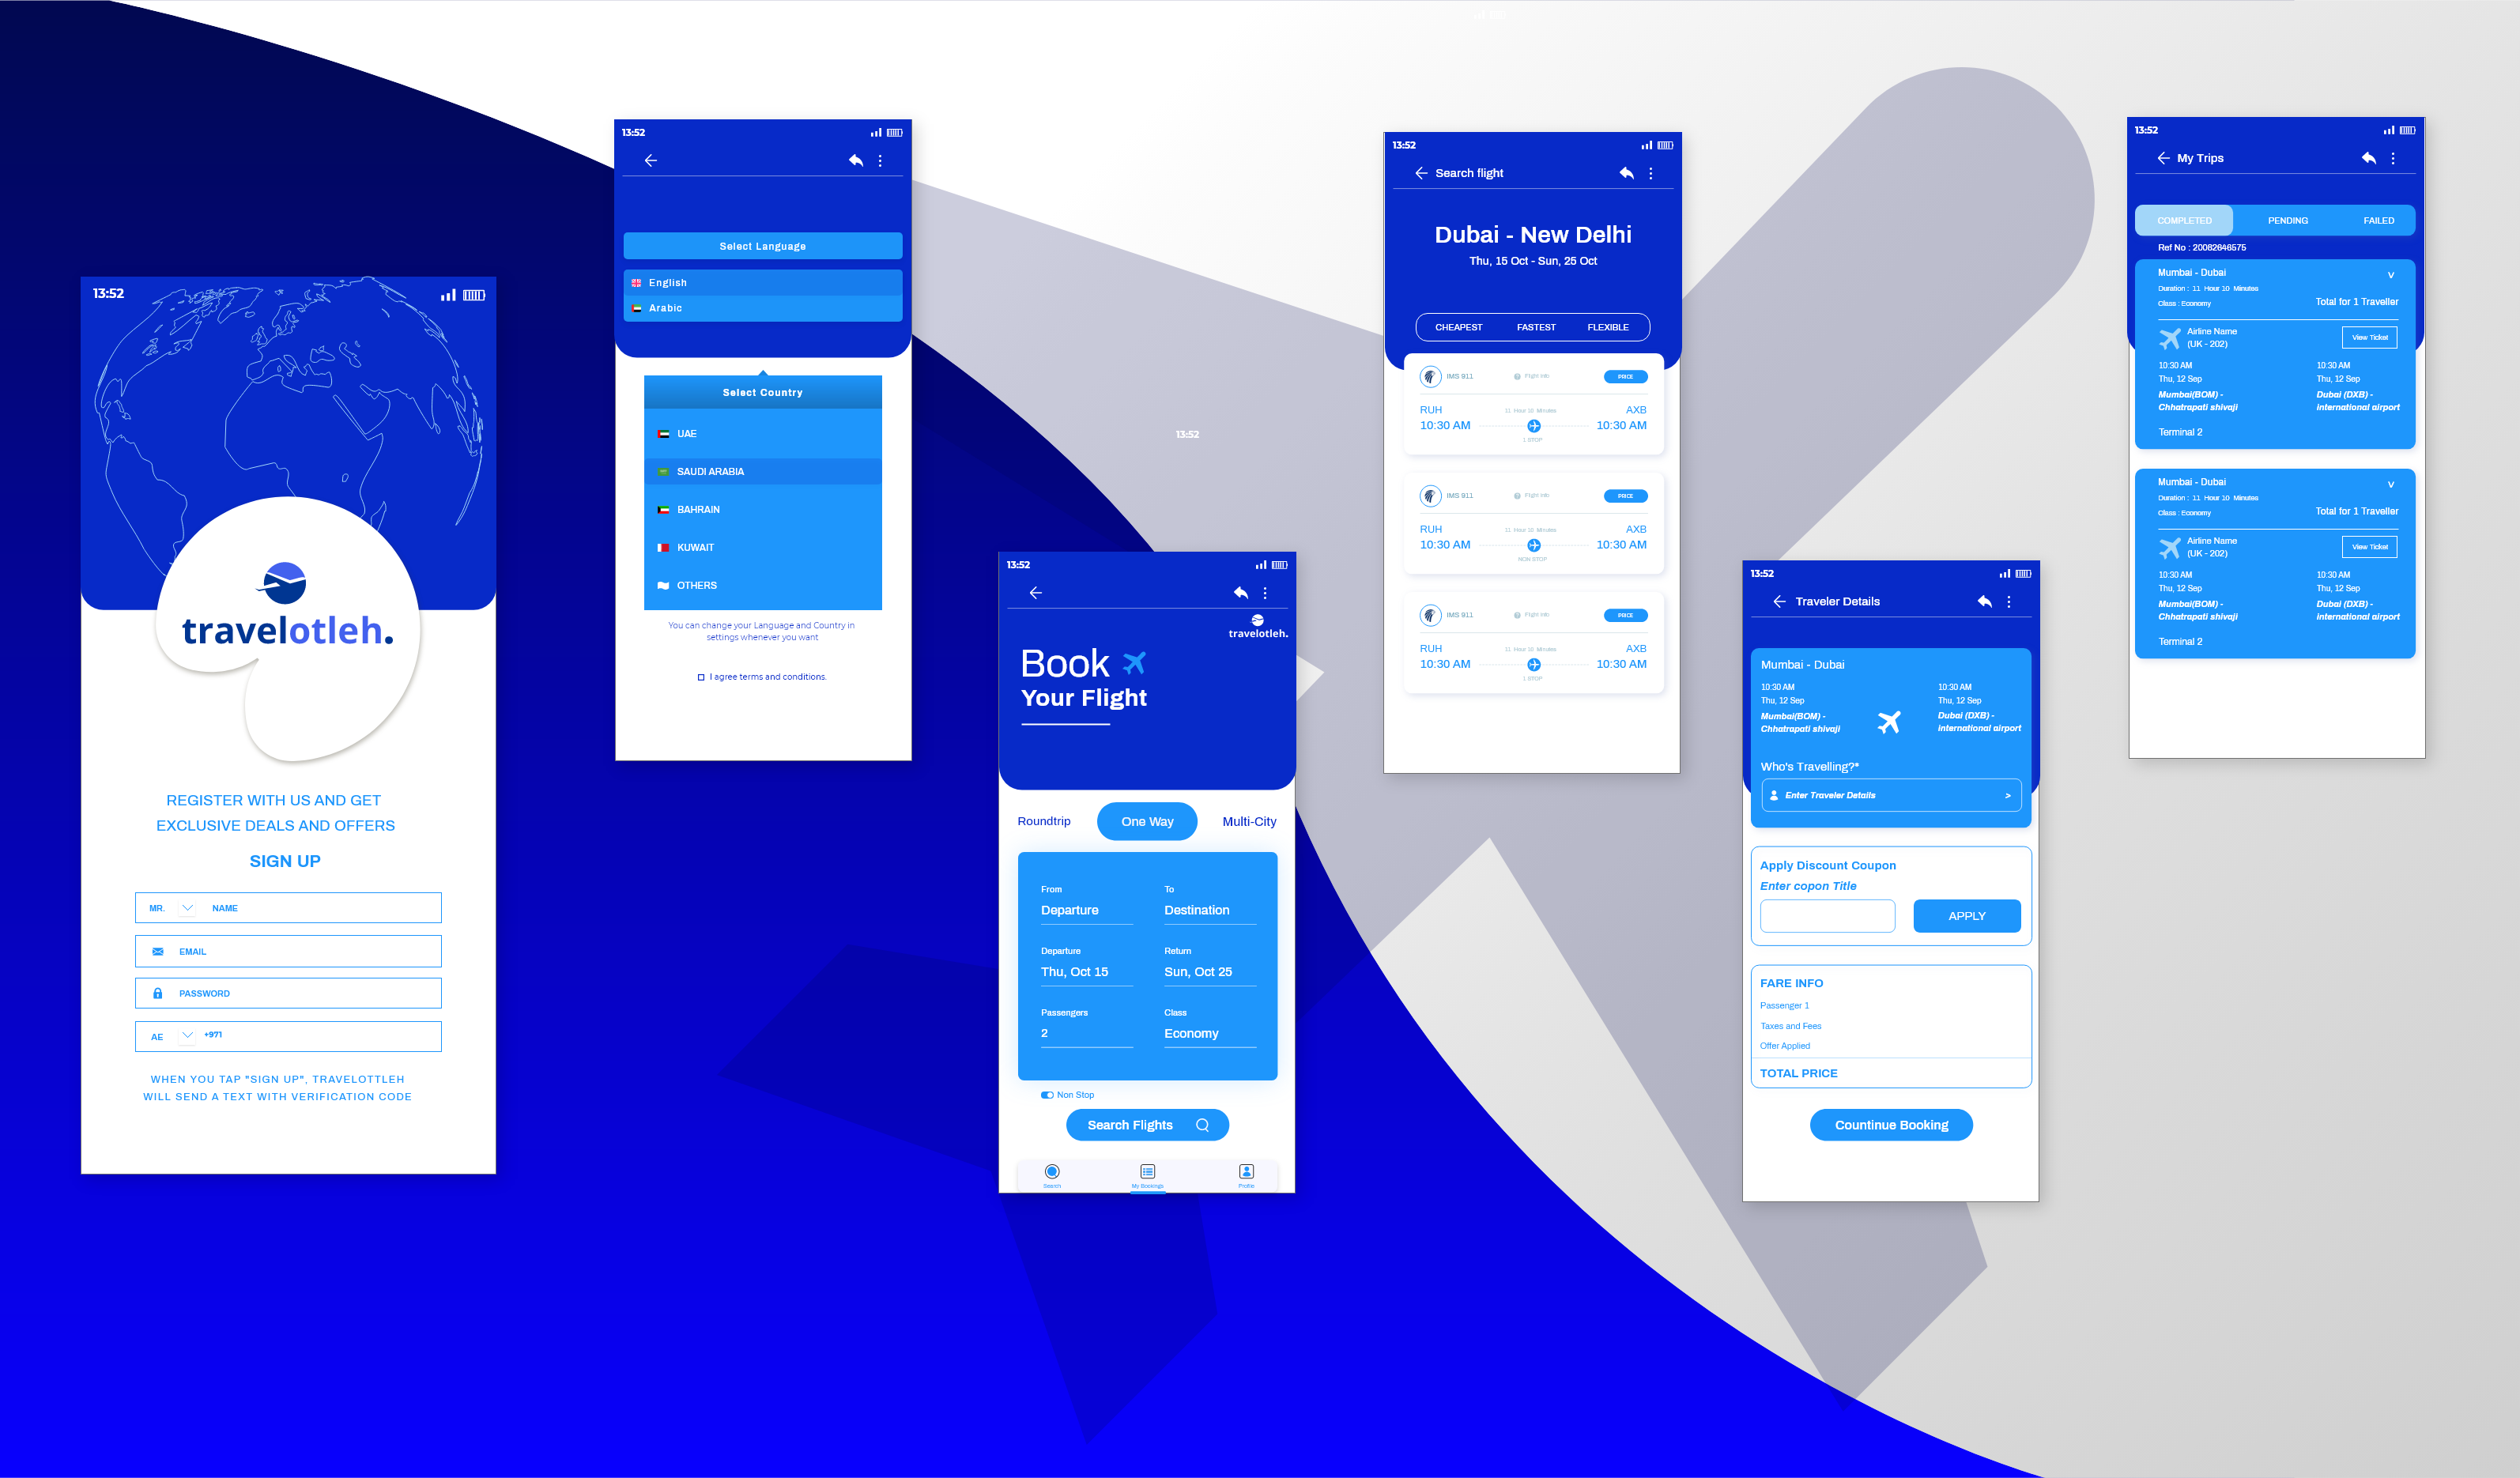 13:52
travelotleh.
REGISTER WITH US AND GET
EXCLUSIVE DEALS AND OFFERS
SIGN UP
MR. NAME
EMAIL
PASSWORD
AE +971
WHEN YOU TAP "SIGN UP", TRAVELOTTLEH
WILL SEND A TEXT WITH VERIFICATION CODE
13:52
Select Language
English
Arabic
Select Country
UAE
SAUDI ARABIA
BAHRAIN
KUWAIT
OTHERS
You can change your Language and Country in
settings whenever you want
I agree terms and conditions.
13:52
13:52
travelotleh.
Book
Your Flight
Roundtrip One Way Multi-City
From To
Departure Destination
Departure Return
Thu, Oct 15 Sun, Oct 25
Passengers Class
2 Economy
Non Stop
Search Flights
Search My Bookings Profile
13:52
Search flight
Dubai - New Delhi
Thu, 15 Oct - Sun, 25 Oct
CHEAPEST FASTEST FLEXIBLE
IMS 911 Flight Info PRICE
RUH 11 Hour 10 Minutes AXB
10:30 AM 10:30 AM
1 STOP
IMS 911 Flight Info PRICE
RUH 11 Hour 10 Minutes AXB
10:30 AM 10:30 AM
NON STOP
IMS 911 Flight Info PRICE
RUH 11 Hour 10 Minutes AXB
10:30 AM 10:30 AM
1 STOP
13:52
Traveler Details
Mumbai - Dubai
10:30 AM 10:30 AM
Thu, 12 Sep Thu, 12 Sep
Mumbai(BOM) - Dubai (DXB) -
Chhatrapati shivaji international airport
Who's Travelling?*
Enter Traveler Details >
Apply Discount Coupon
Enter copon Title
APPLY
FARE INFO
Passenger 1
Taxes and Fees
Offer Applied
TOTAL PRICE
Countinue Booking
13:52
My Trips
COMPLETED PENDING FAILED
Ref No : 20082646575
Mumbai - Dubai v
Duration : 11 Hour 10 Minutes
Class : Economy Total for 1 Traveller
Airline Name
(UK - 202) View Ticket
10:30 AM 10:30 AM
Thu, 12 Sep Thu, 12 Sep
Mumbai(BOM) - Dubai (DXB) -
Chhatrapati shivaji international airport
Terminal 2
Mumbai - Dubai v
Duration : 11 Hour 10 Minutes
Class : Economy Total for 1 Traveller
Airline Name
(UK - 202) View Ticket
10:30 AM 10:30 AM
Thu, 12 Sep Thu, 12 Sep
Mumbai(BOM) - Dubai (DXB) -
Chhatrapati shivaji international airport
Terminal 2